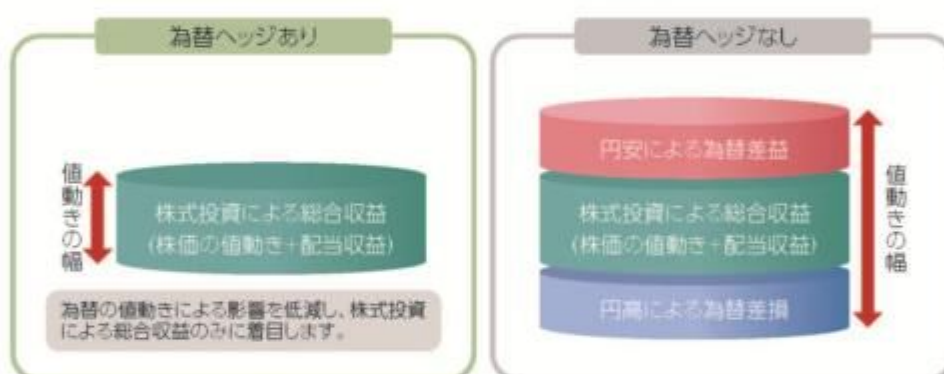 為替ヘッジあり
値動きの幅
株式投資による総合収益
(株価の値動き+配当収益)
為替の値動きによる影響を低減し、株式投資
による総合収益のみに着目します。
為替ヘッジなし
円安による為替差益
株式投資による総合収益
(株価の値動き+配当収益)
円高による為替差損
値動きの幅